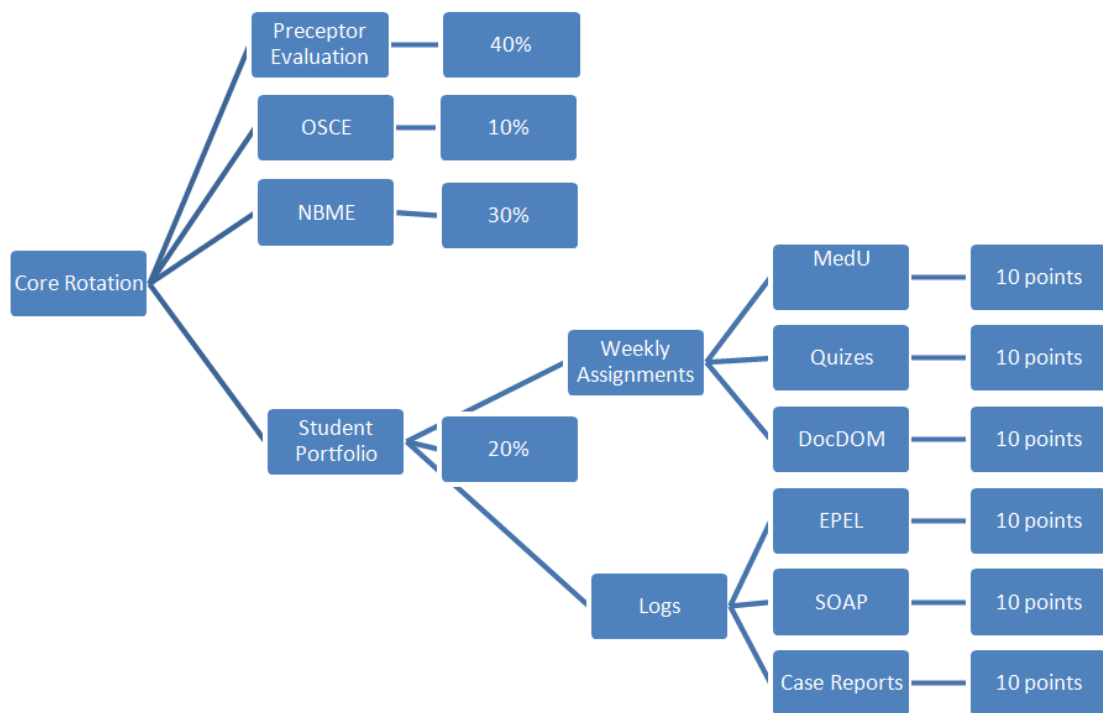 Preceptor
Evaluation
40%
OSCE
10%
NBME
30%
Core Rotation
Student
Portfolio
20%
Weekly
Assignments
MedU
10 points
Quizes
10 points
DocDOM
10 points
Logs
EPEL
10 points
SOAP
10 points
Case Reports
10 points